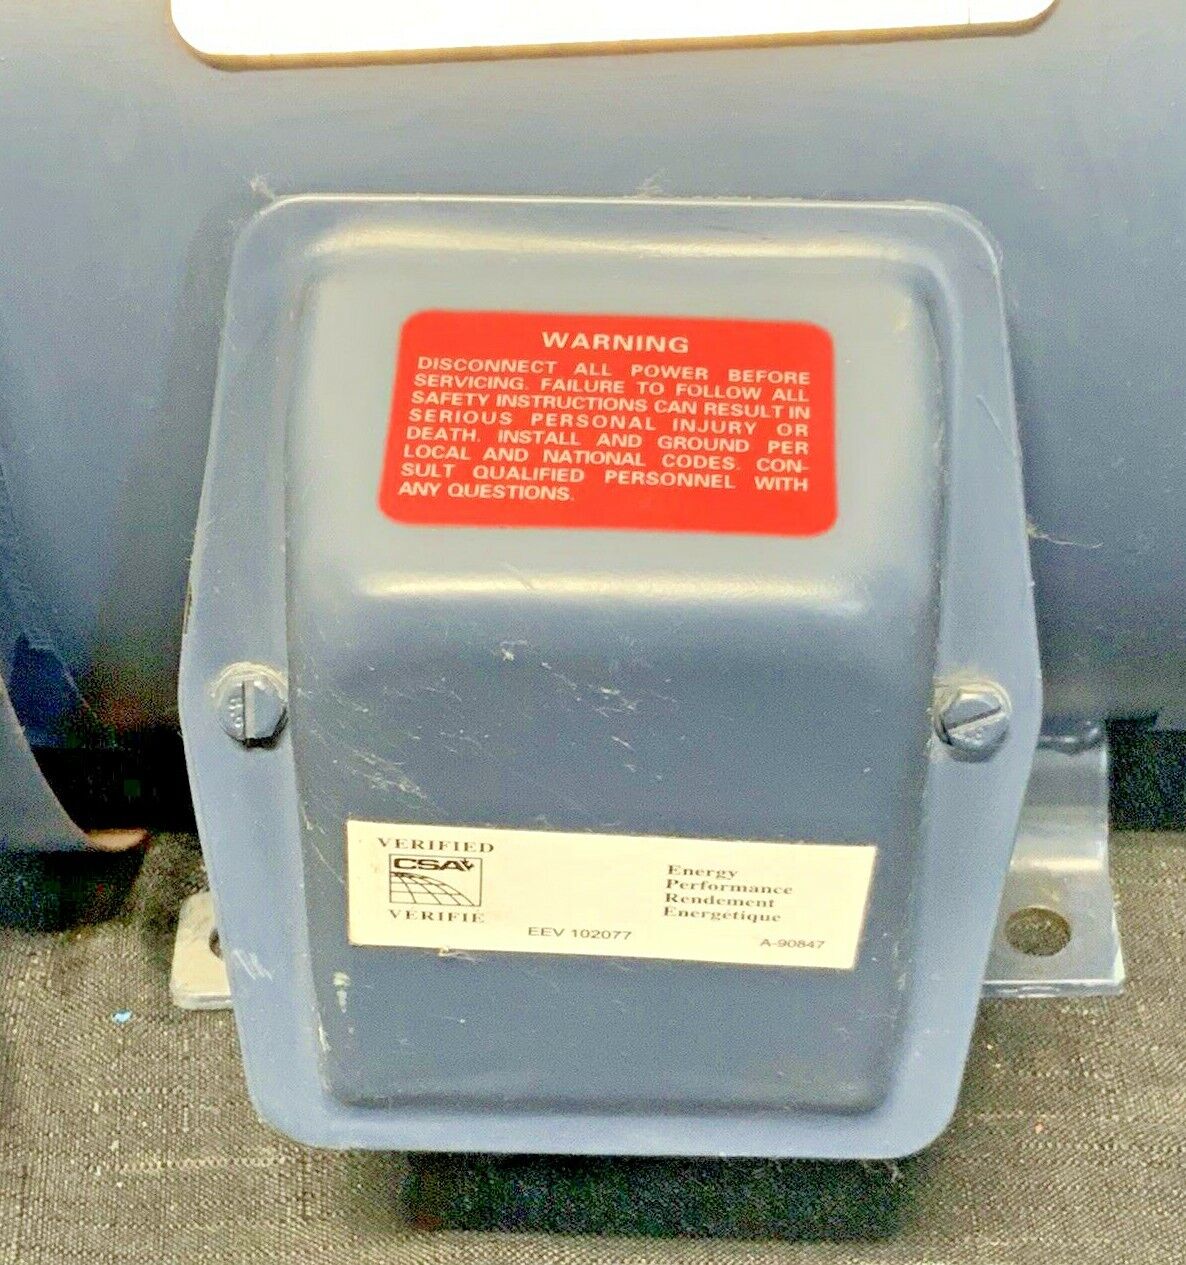 WARNING
DISCONNECT ALL POWER BEFORE
SERVICING. FAILURE TO FOLLOW ALL
SAFETY INSTRUCTIONS CAN RESULT IN
SERIOUS PERSONAL INJURY OR
DEATH. INSTALL AND GROUND PER
LOCAL AND NATIONAL CODES. CON-
SULT QUALIFIED PERSONNEL WITH
ANY QUESTIONS.
VERIFIED
CSA
VERIFIE
EEV 102077
Energy
Performance
Rendement
Energetique
A-90847